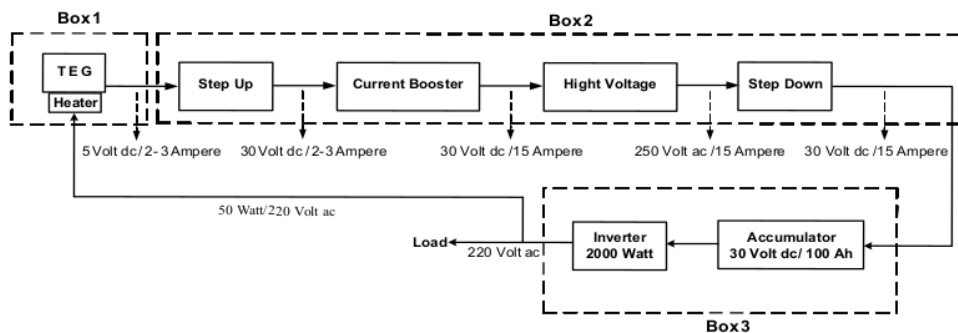 Box1
Box2
TEG
Heater
Step Up
Current Booster
Hight Voltage
Step Down
5 Volt dc/ 2- 3 Ampere
30 Volt dc / 2-3 Ampere
30 Volt dc/15 Ampere
250 Volt ac /15 Ampere
30 Volt dc/15 Ampere
50 Watt/220 Volt ac
Load
220 Volt ac
Inverter
2000 Watt
Accumulator
30 Volt dc/ 100 Ah
Box3